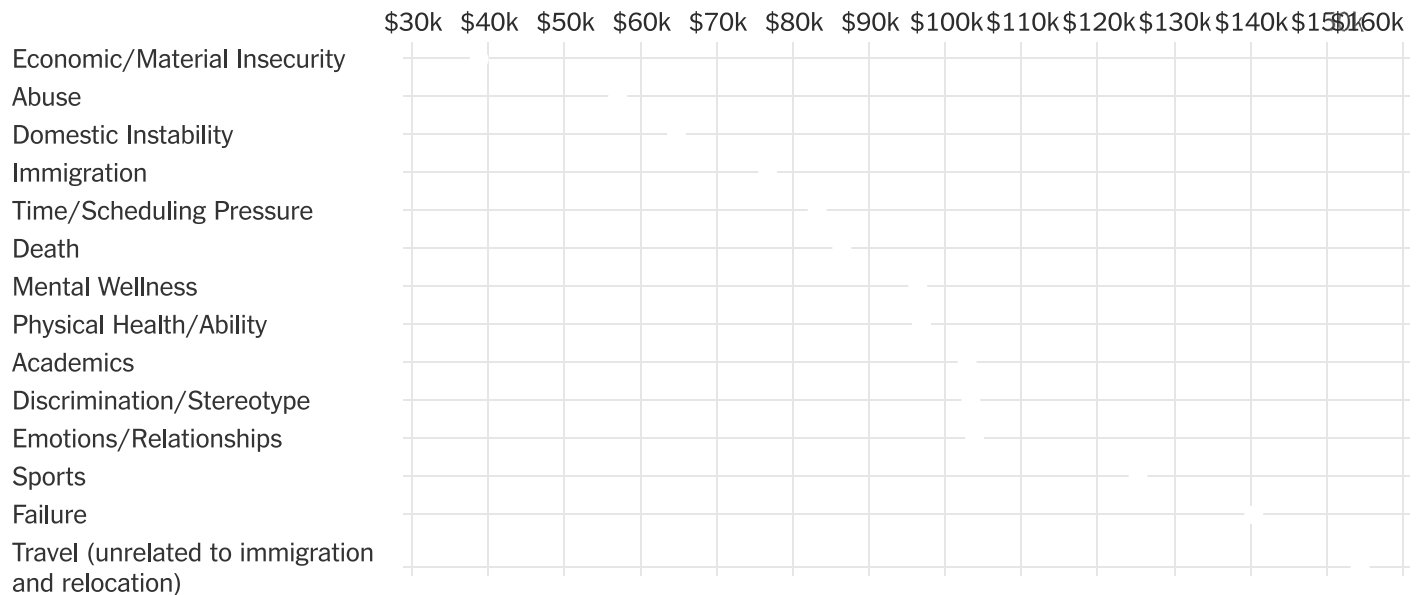 $30k $40k $50k $60k $70k $80k $90k $100k $110k $120k $130k $140k $150k $160k
Economic/Material Insecurity
Abuse
Domestic Instability
Immigration
Time/Scheduling Pressure
Death
Mental Wellness
Physical Health/Ability
Academics
Discrimination/Stereotype
Emotions/Relationships
Sports
Failure
Travel (unrelated to immigration
and relocation)